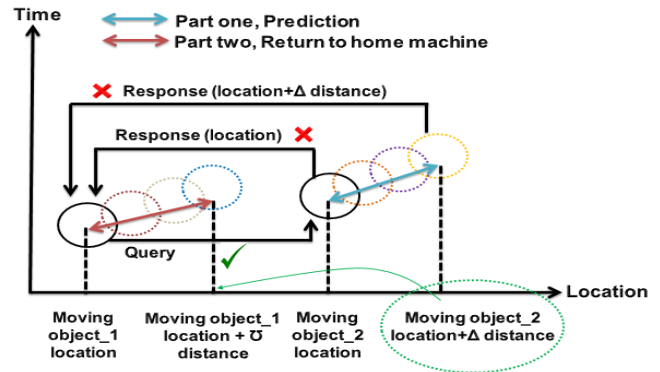 Time
Part one, Prediction
Part two, Return to home machine
Response (location+Δ distance)
Response (location)
Query
Location
Moving
object_1
location
Moving object_1
location + ℧
distance
Moving
object_2
location
Moving object_2
location+Δ distance